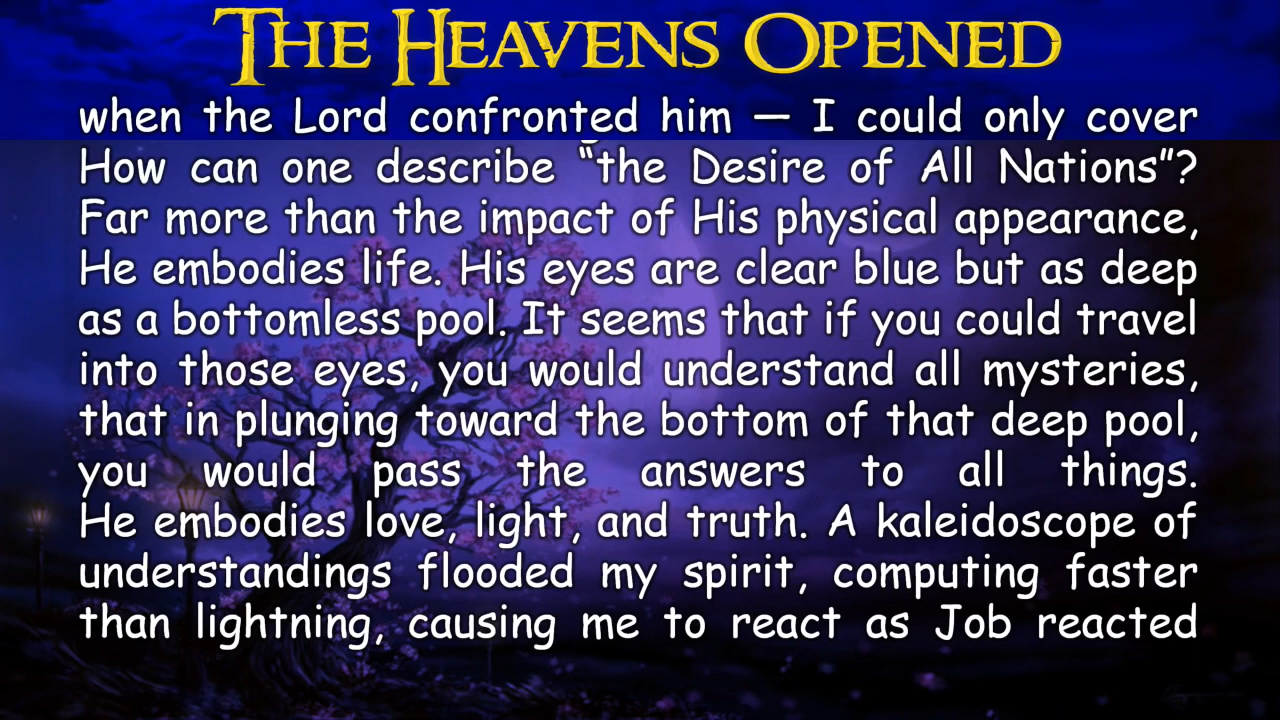 THE HEAVENS OPENED
when the Lord confronted him — I could only cover
How can one describe “the Desire of All Nations”?
Far more than the impact of His physical appearance,
He embodies life. His eyes are clear blue but as deep
as a bottomless pool. It seems that if you could travel
into those eyes, you would understand all mysteries,
that in plunging toward the bottom of that deep pool,
you would pass the answers to all things.
He embodies love, light, and truth. A kaleidoscope of
understandings flooded my spirit, computing faster
than lightning, causing me to react as Job reacted